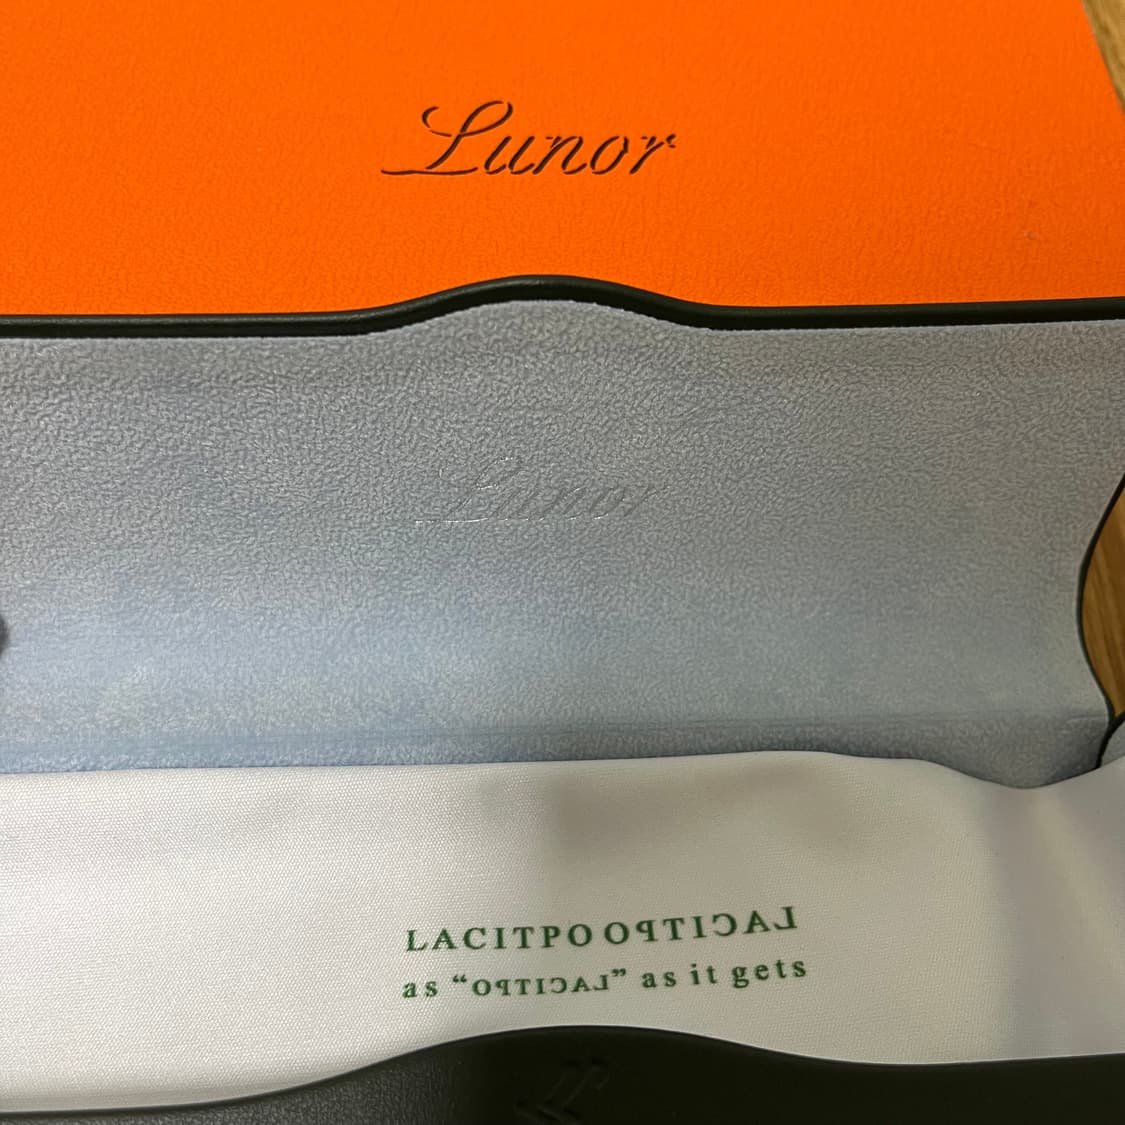 Lunor
Lunor
LACITPOOPTICAL
as “OPTICAL” as it gets